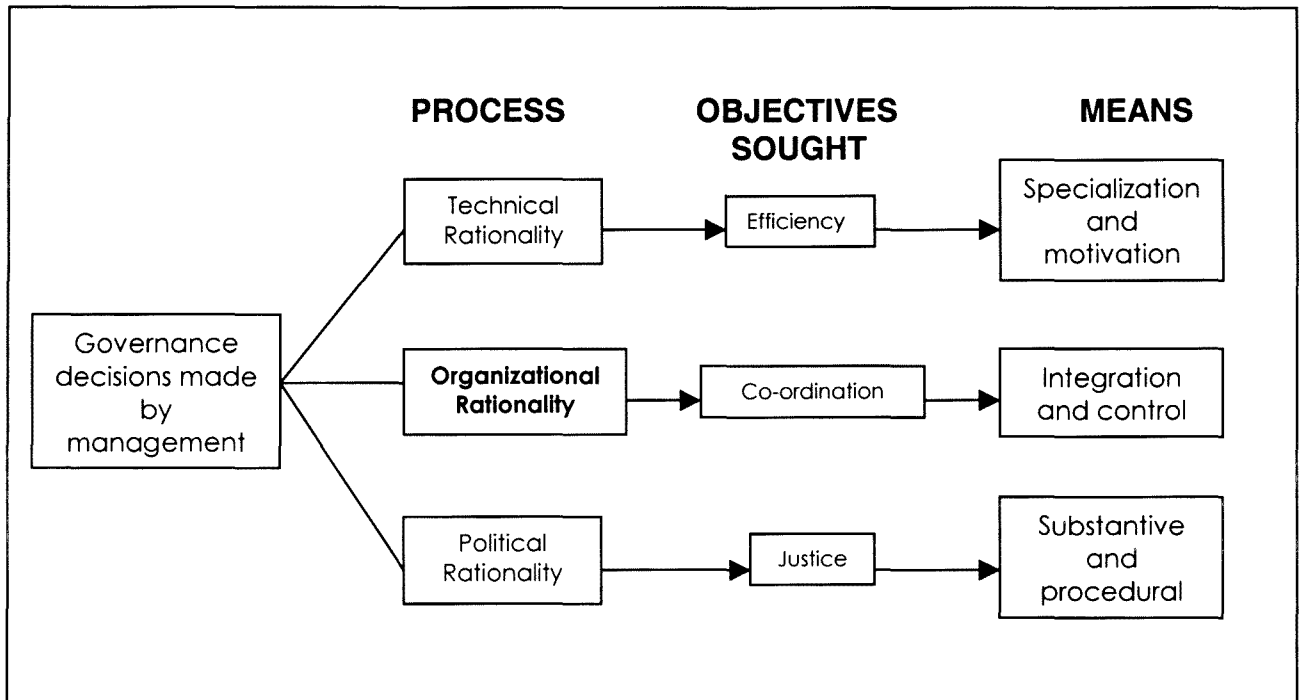 PROCESS
OBJECTIVES
SOUGHT
MEANS
Governance
decisions made
by
management
Technical
Rationality
Efficiency
Specialization
and
motivation
Organizational
Rationality
Co-ordination
Integration
and control
Political
Rationality
Justice
Substantive
and
procedural